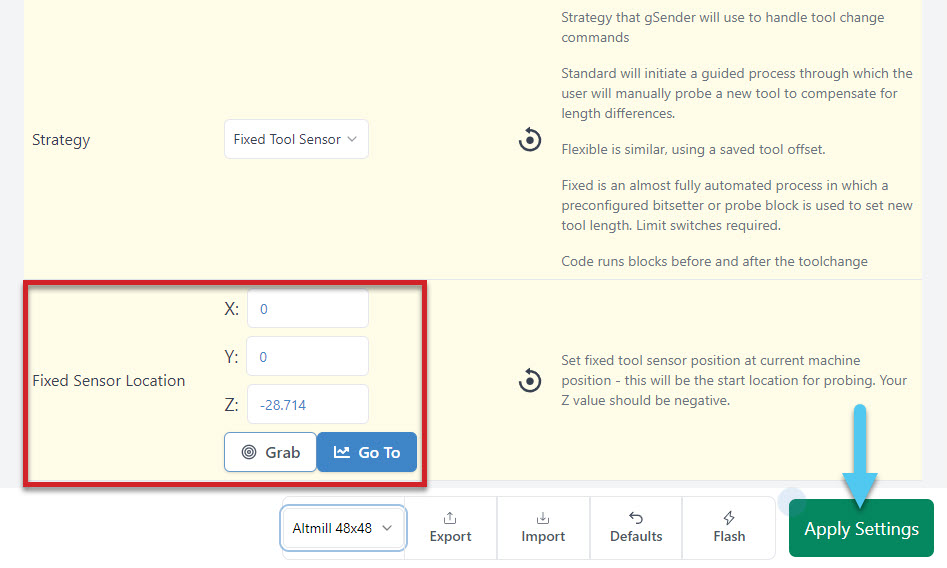 Strategy that gSender will use to handle tool change
commands
Standard will initiate a guided process through which the
user will manually probe a new tool to compensate for
length differences.
Strategy
Fixed Tool Sensor
Flexible is similar, using a saved tool offset.
Fixed is an almost fully automated process in which a
preconfigured bitsetter or probe block is used to set new
tool length. Limit switches required.
Code runs blocks before and after the toolchange
Fixed Sensor Location
X: 0
Y: 0
Z: -28.714
Grab
Go To
Set fixed tool sensor position at current machine
position - this will be the start location for probing. Your
Z value should be negative.
Altmill 48x48
Export
Import
Defaults
Flash
Apply Settings